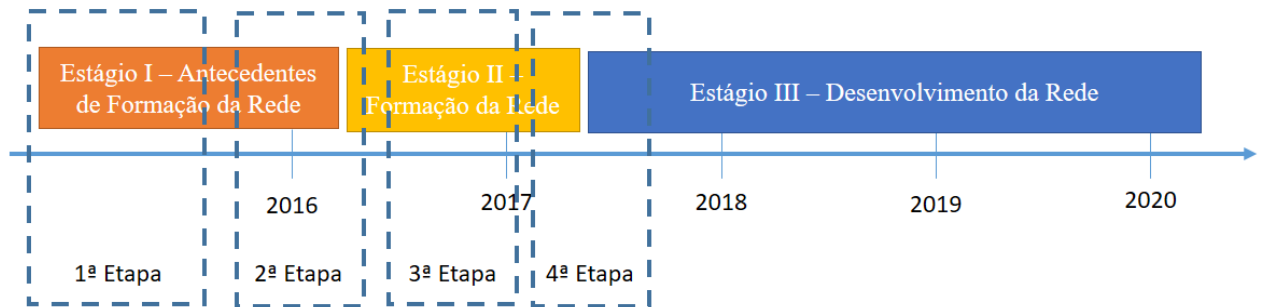 Estágio I – Antecedentes
de Formação da Rede
Estágio II –
Formação da Rede
Estágio III – Desenvolvimento da Rede
2016
2017
2018
2019
2020
1ª Etapa
2ª Etapa
3ª Etapa
4ª Etapa